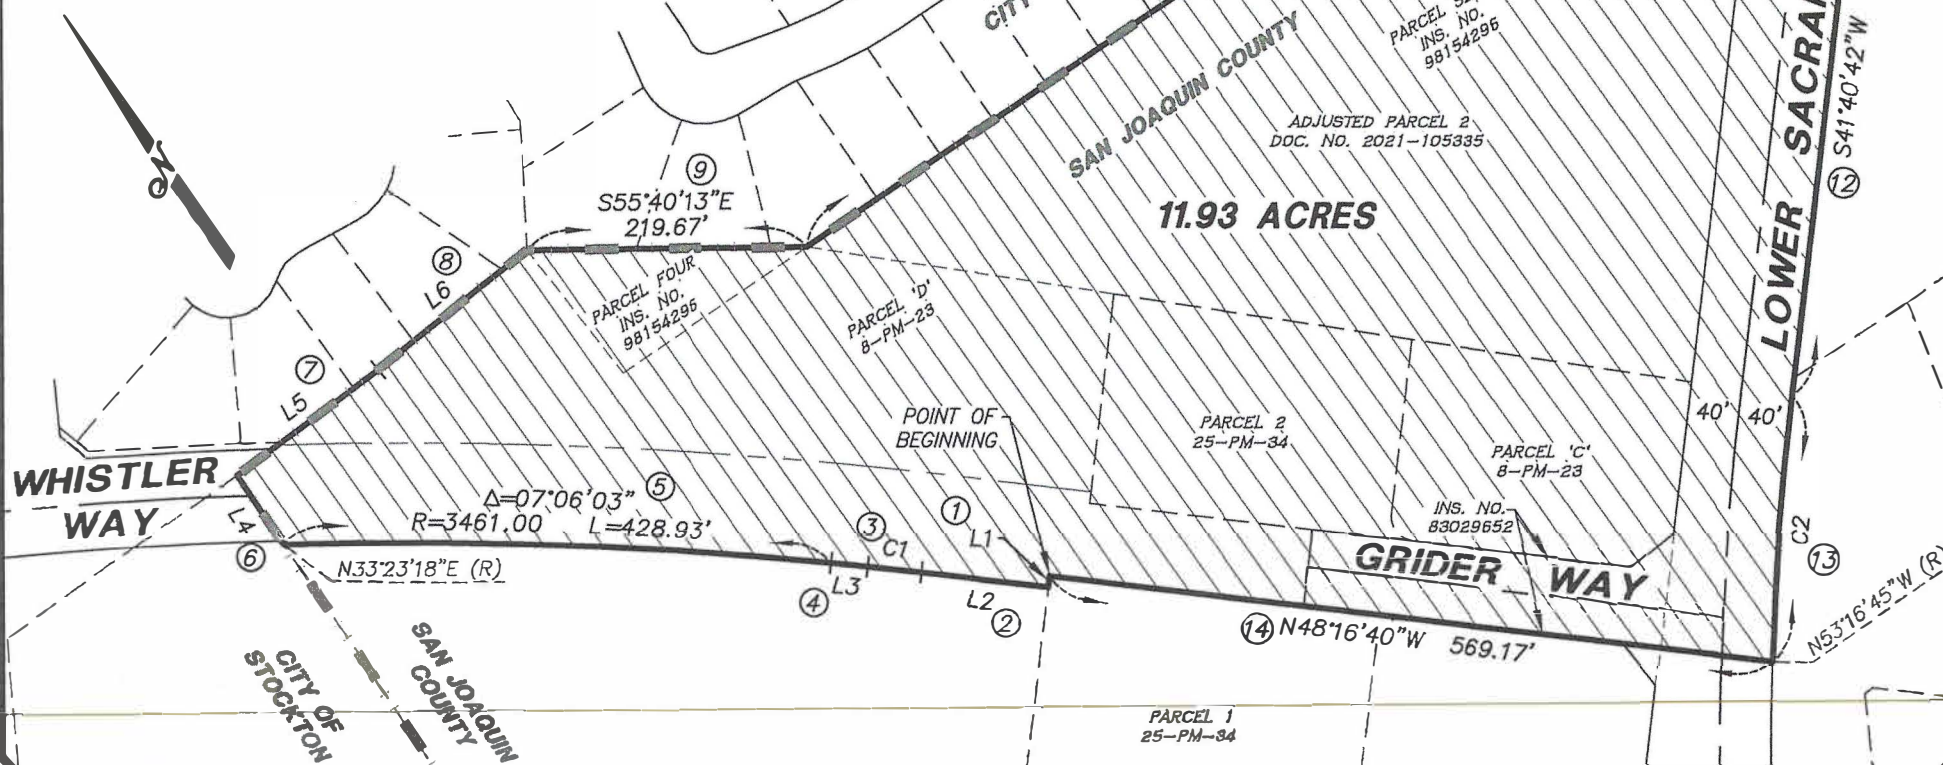 CITY
SAN JOAQUIN COUNTY
PARCEL
INS. NO.
98154296
ADJUSTED PARCEL 2
DOC. NO. 2021-105335
11.93 ACRES
LOWER SACRA
S41°40'42"W
12
9
S55°40'13"E
219.67'
8
L6
7
L5
PARCEL FOUR
INS. NO.
98154296
PARCEL 'D'
8-PM-23
POINT OF
BEGINNING
PARCEL 2
25-PM-34
PARCEL 'C'
8-PM-23
40'
40'
WHISTLER
WAY
L4
6
Δ=07°06'03"
5
R=3461.00
L=428.93'
N33°23'18"E (R)
3
C1
1
L1
4
L3
L2
2
INS. NO.
83029652
GRIDER WAY
C2
13
N53°16'45"W (R)
14
N48°16'40"W
569.17'
CITY OF
STOCKTON
SAN JOAQUIN
COUNTY
PARCEL 1
25-PM-34